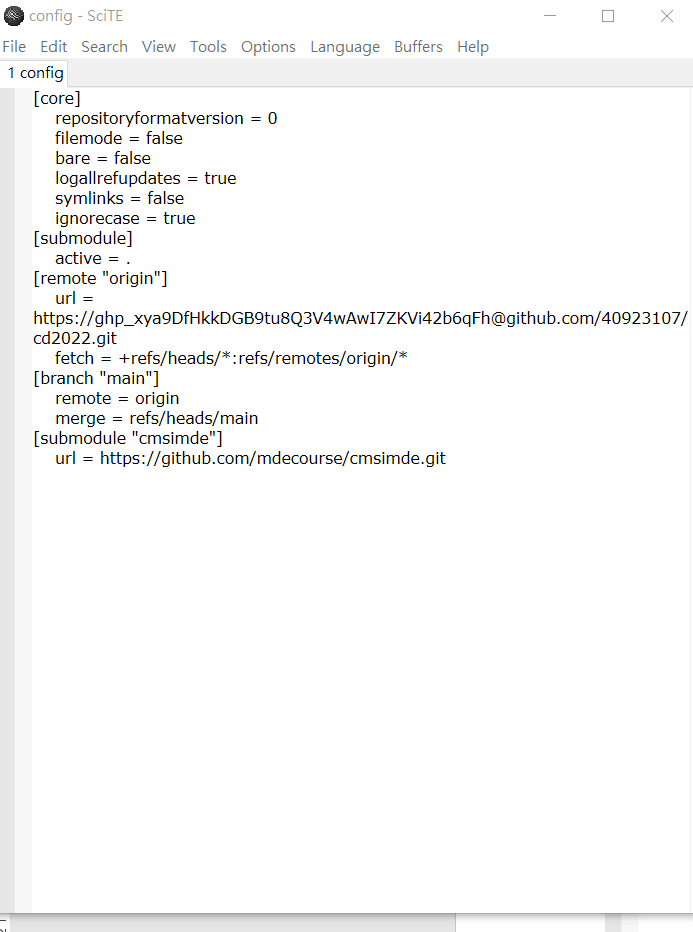 config - SciTE
File Edit Search View Tools Options Language Buffers Help
1 config
[core]
repositoryformatversion = 0
filemode = false
bare = false
logallrefupdates = true
symlinks = false
ignorecase = true
[submodule]
active = .
[remote "origin"]
url =
https://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@github.com/40923107/
cd2022.git
fetch = +refs/heads/*:refs/remotes/origin/*
[branch "main"]
remote = origin
merge = refs/heads/main
[submodule "cmsimde"]
url = https://github.com/mdecourse/cmsimde.git